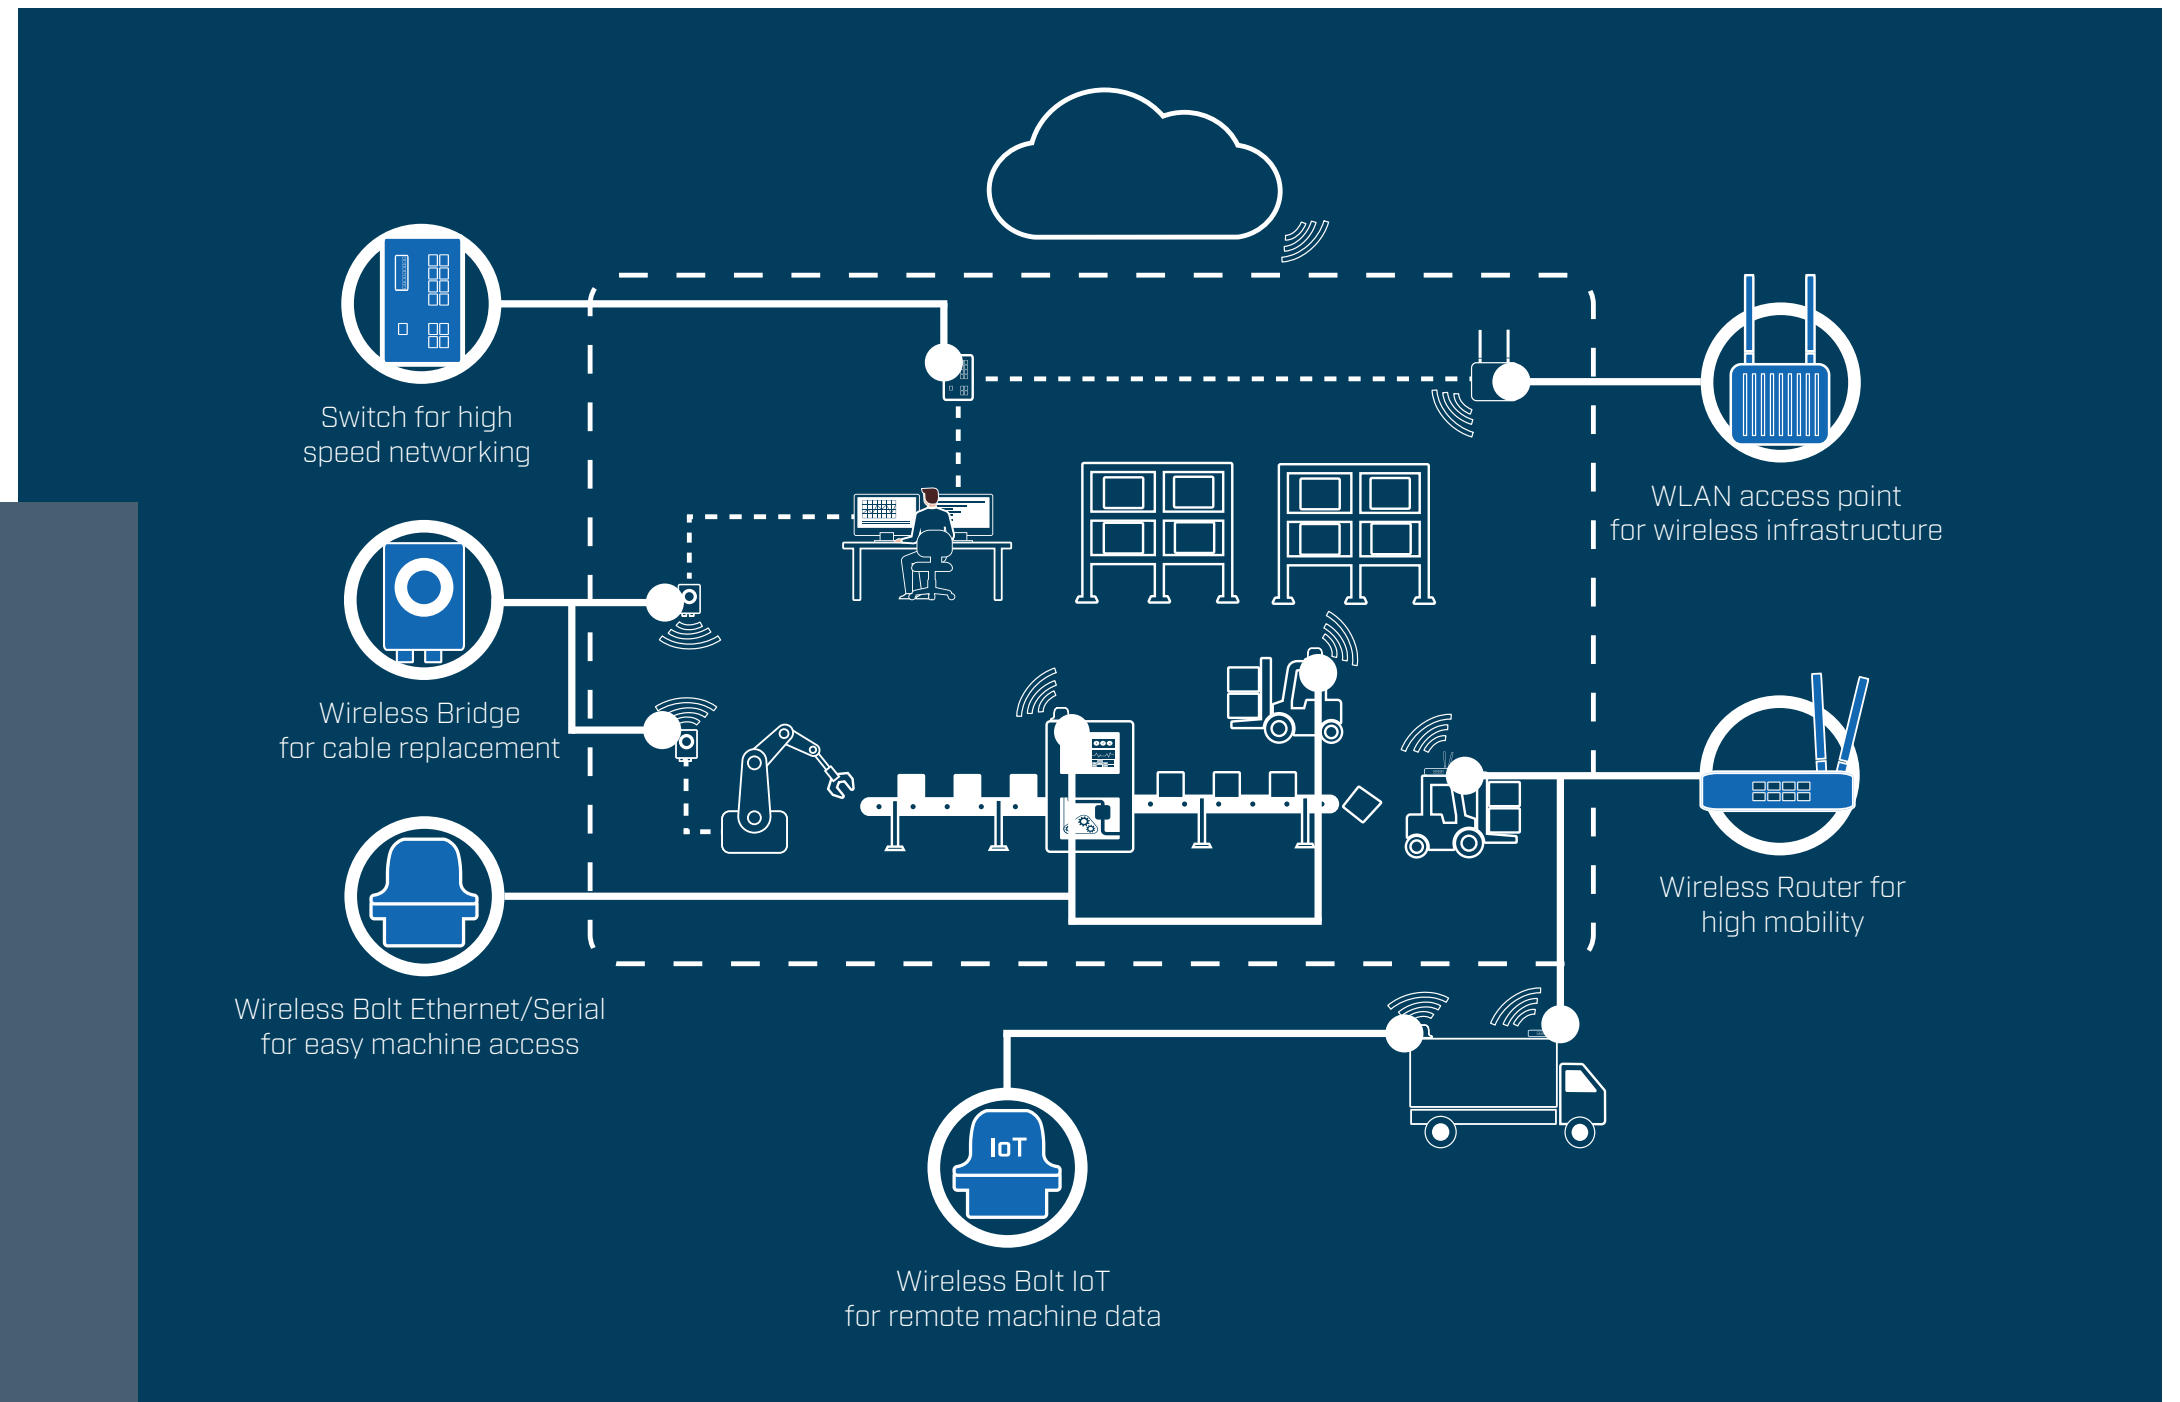 Switch for high
speed networking
WLAN access point
for wireless infrastructure
Wireless Bridge
for cable replacement
Wireless Router for
high mobility
Wireless Bolt Ethernet/Serial
for easy machine access
IoT
Wireless Bolt IoT
for remote machine data